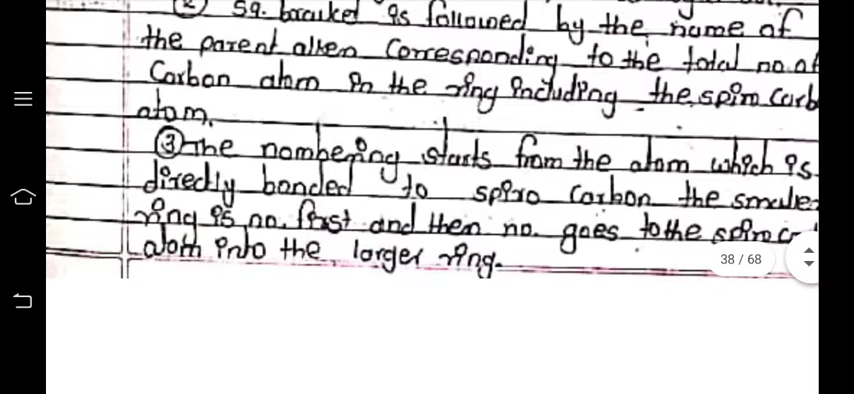 ② sq. bracket is followed by the name of
the parent alken Corresponding to the total no. of
Carbon atom in the ring including the spiro Carb
atom.
③ The nombering starts from the atom which is
directly bonded to spiro Carbon the smalle
ring is no. first and then no. goes to the spiro c
atom into the larger ring.
38 / 68